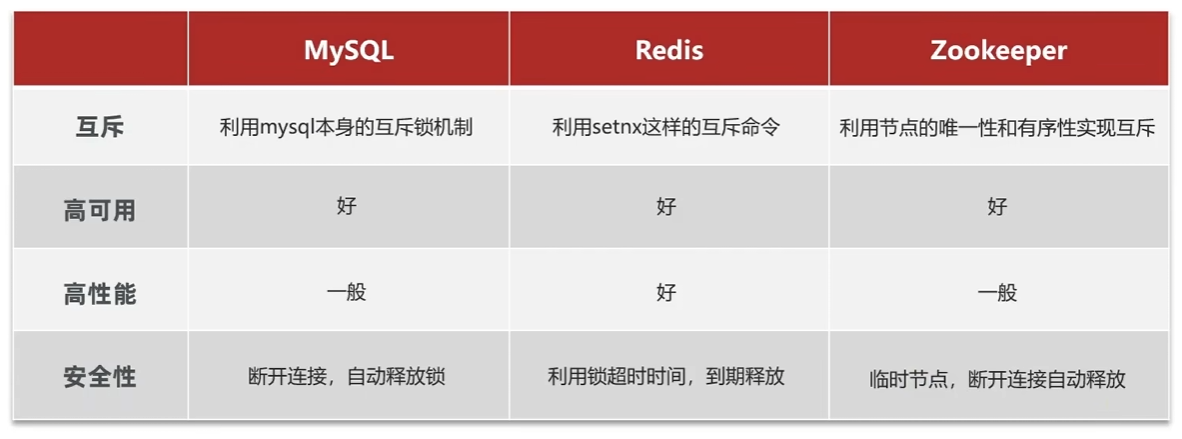 MySQL Redis Zookeeper
互斥 利用mysql本身的互斥锁机制 利用setnx这样的互斥命令 利用节点的唯一性和有序性实现互斥
高可用 好 好 好
高性能 一般 好 一般
安全性 断开连接，自动释放锁 利用锁超时时间，到期释放 临时节点，断开连接自动释放